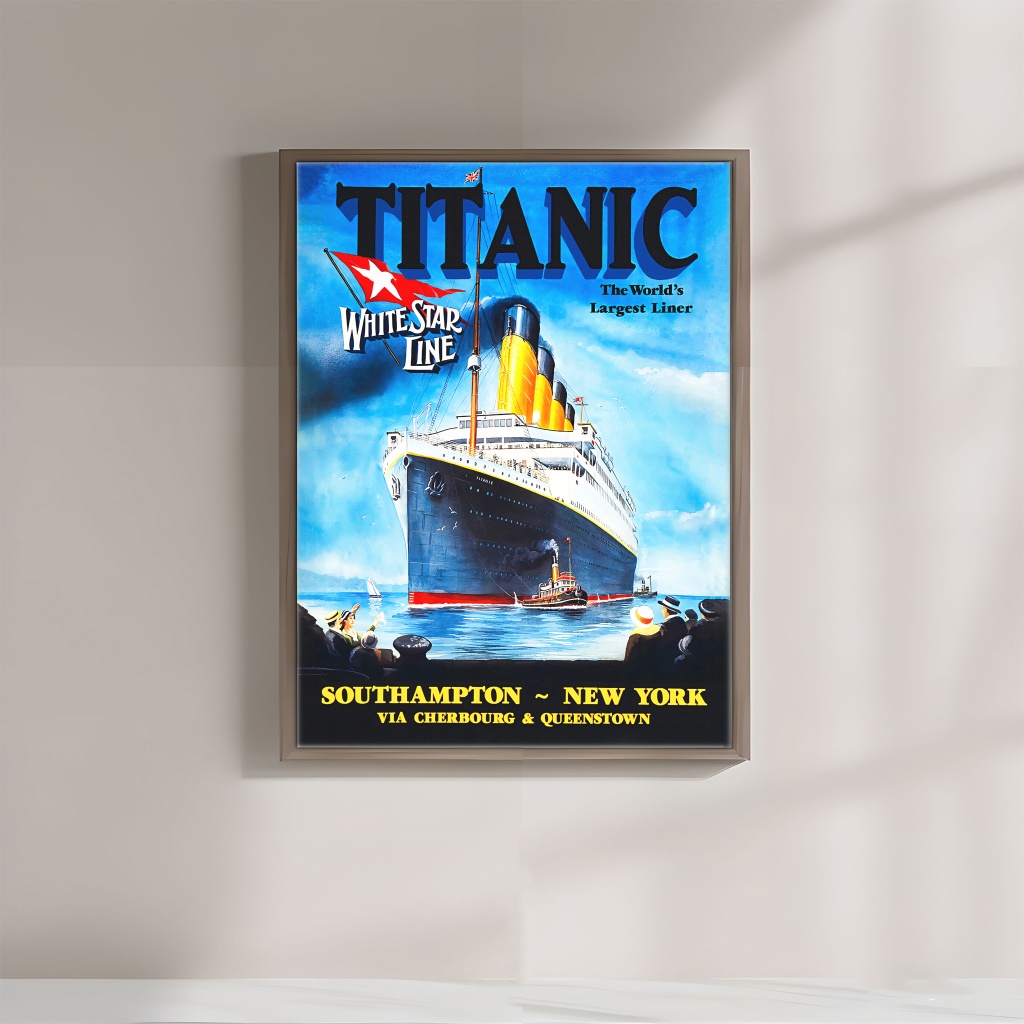 TITANIC
The World's
Largest Liner
WHITE STAR
LINE
SOUTHAMPTON ~ NEW YORK
VIA CHERBOURG & QUEENSTOWN